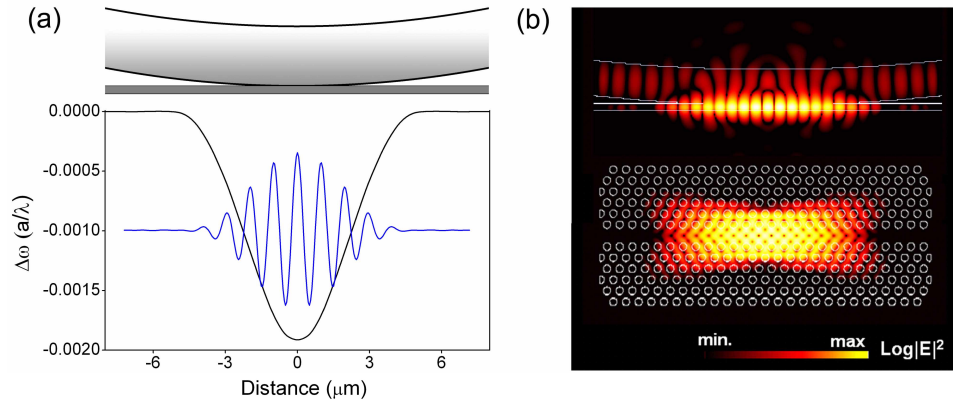 (a)
0.0000
-0.0005
-0.0010
-0.0015
-0.0020
Δω (a/λ)
-6 -3 0 3 6
Distance (μm)
(b)
min. max Log|E|²